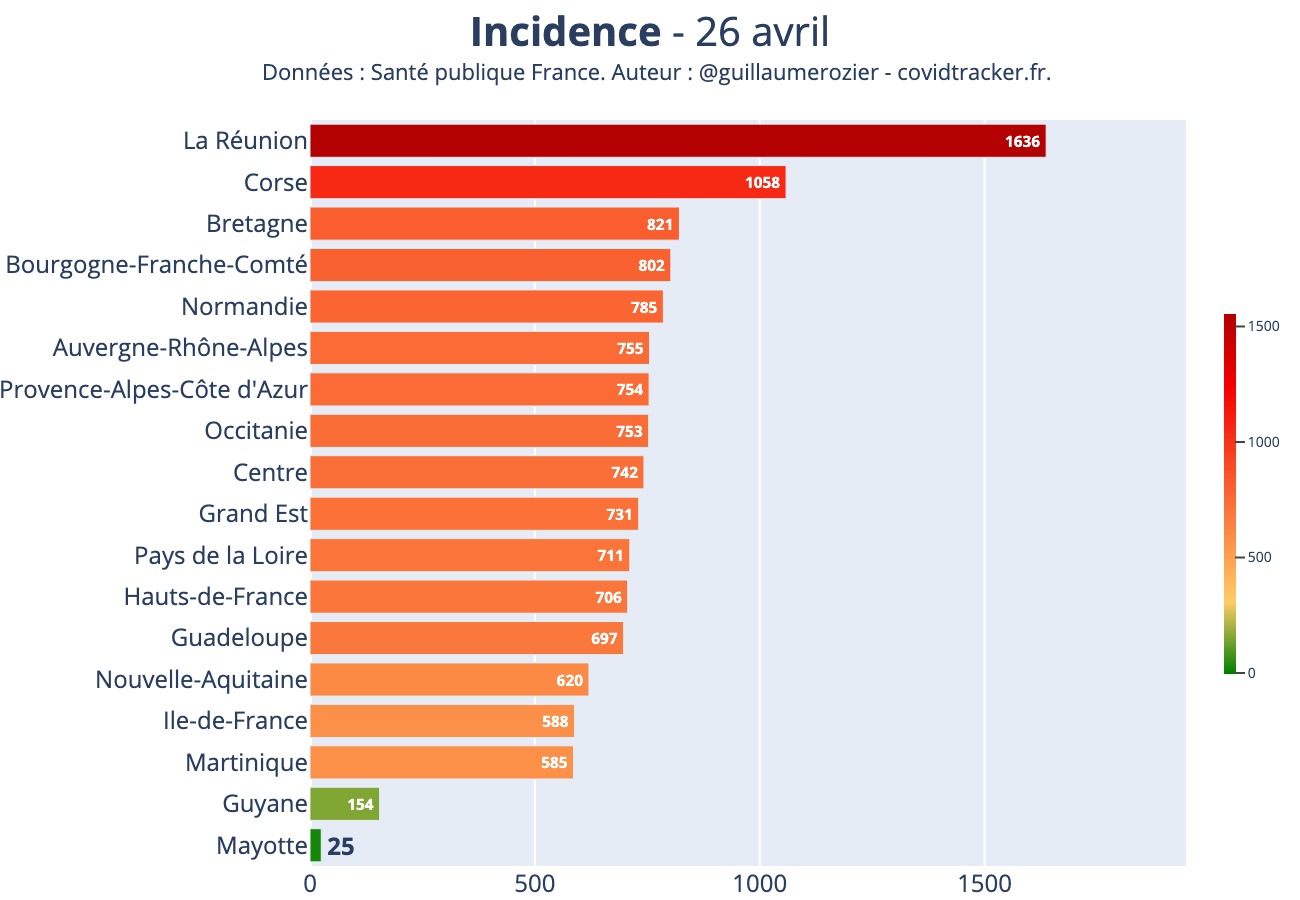 Incidence - 26 avril
Données : Santé publique France. Auteur : @guillaumerozier - covidtracker.fr.
La Réunion 1636
Corse 1058
Bretagne 821
Bourgogne-Franche-Comté 802
Normandie 785
Auvergne-Rhône-Alpes 755
Provence-Alpes-Côte d'Azur 754
Occitanie 753
Centre 742
Grand Est 731
Pays de la Loire 711
Hauts-de-France 706
Guadeloupe 697
Nouvelle-Aquitaine 620
Ile-de-France 588
Martinique 585
Guyane 154
Mayotte 25
0 500 1000 1500
1500
1000
500
0